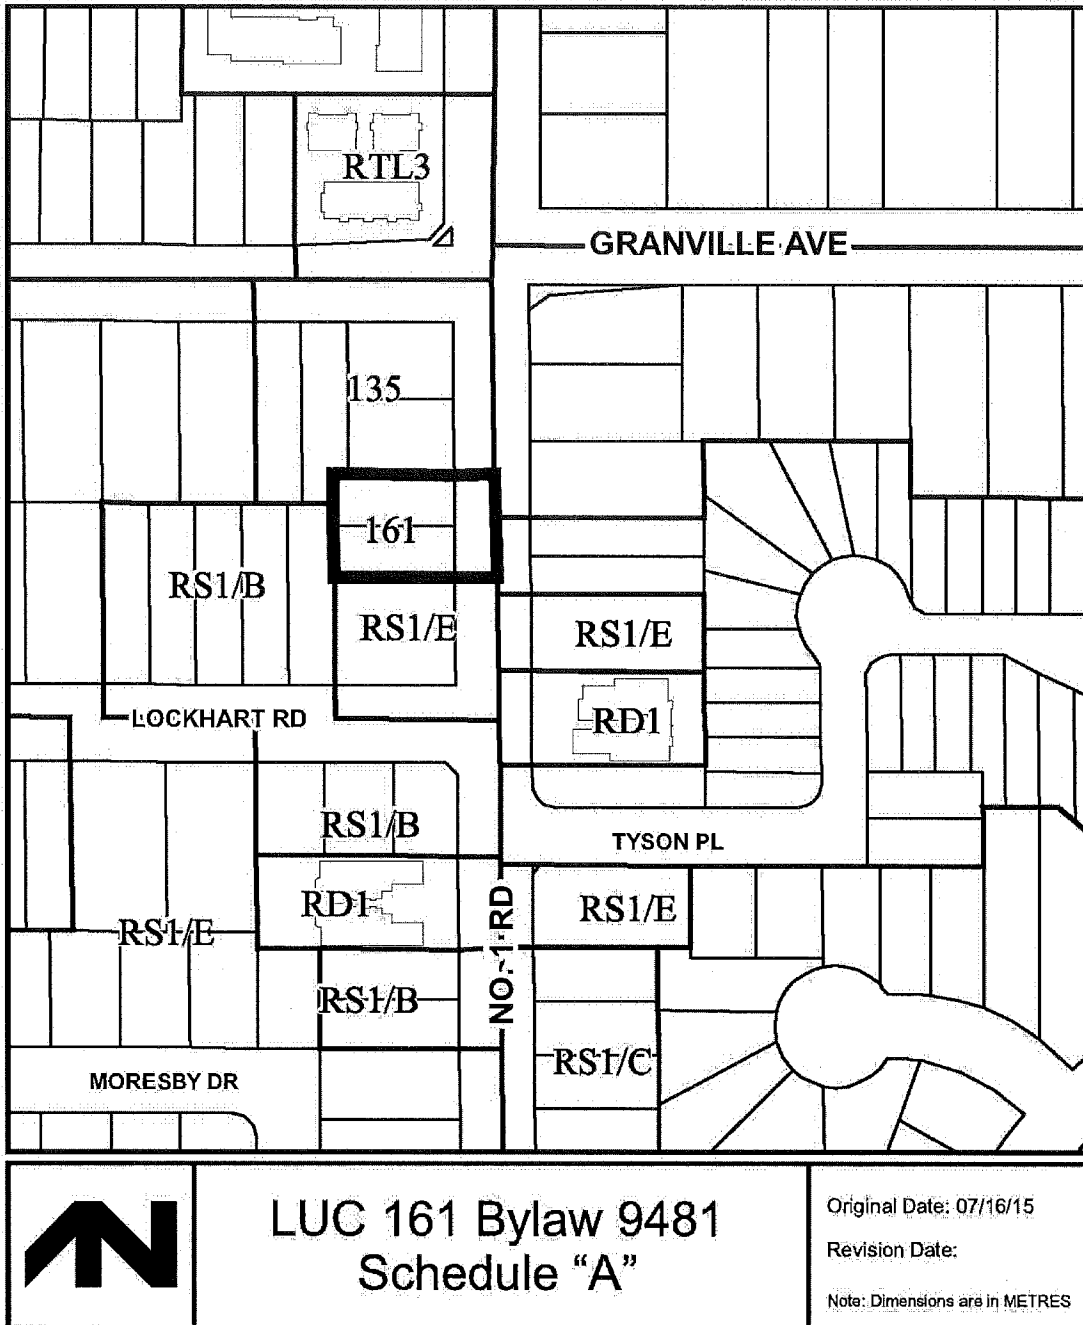 RTL3
GRANVILLE AVE
135
161
RS1/B
RS1/E
RS1/E
LOCKHART RD
RD1
RS1/B
TYSON PL
RD1
NO. 1 RD
RS1/E
RS1/E
RS1/B
RS1/C
MORESBY DR
N
LUC 161 Bylaw 9481
Schedule “A”
Original Date: 07/16/15
Revision Date:
Note: Dimensions are in METRES